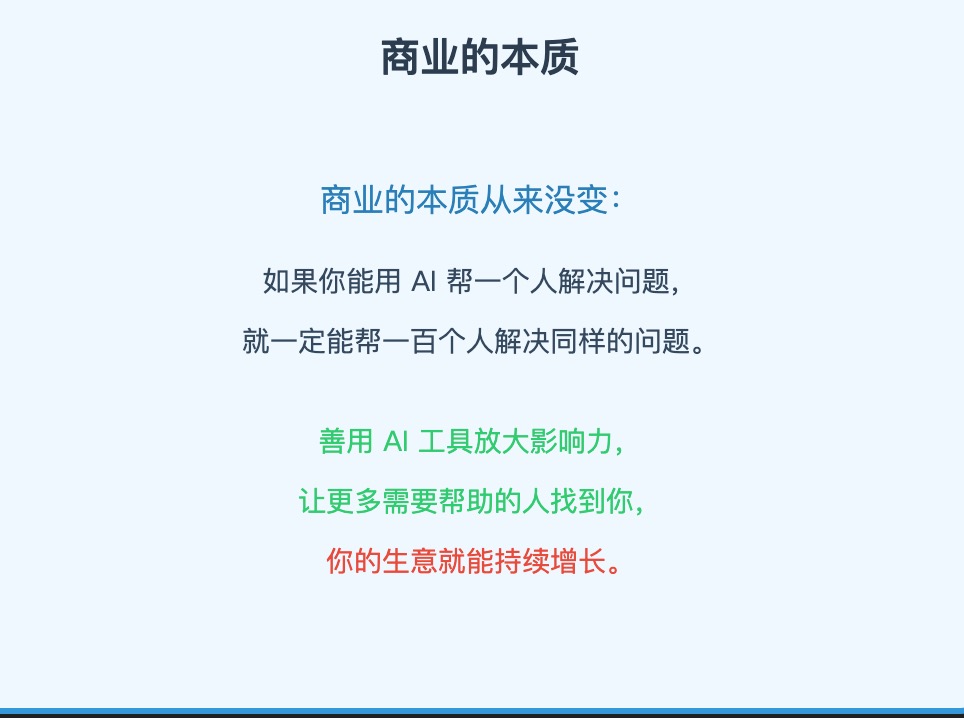 商业的本质
商业的本质从来没变：
如果你能用 AI 帮一个人解决问题，
就一定能帮一百个人解决同样的问题。
善用 AI 工具放大影响力，
让更多需要帮助的人找到你，
你的生意就能持续增长。